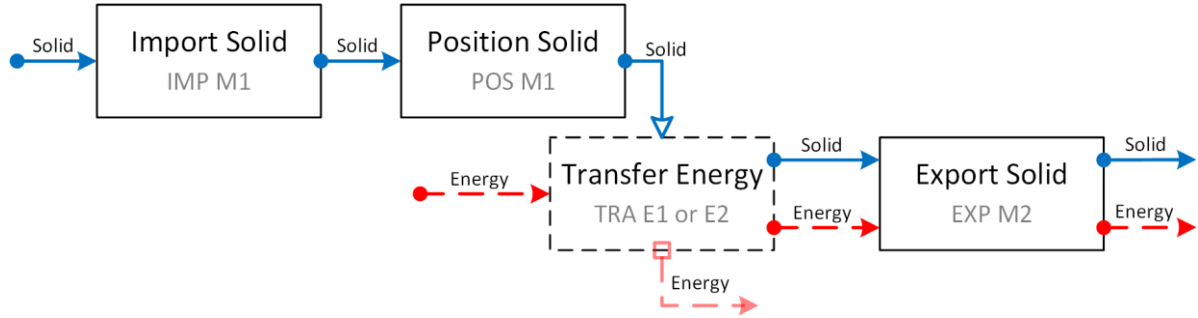 Solid
Import Solid
IMP M1
Solid
Position Solid
POS M1
Solid
Energy
Transfer Energy
TRA E1 or E2
Solid
Energy
Energy
Export Solid
EXP M2
Solid
Energy